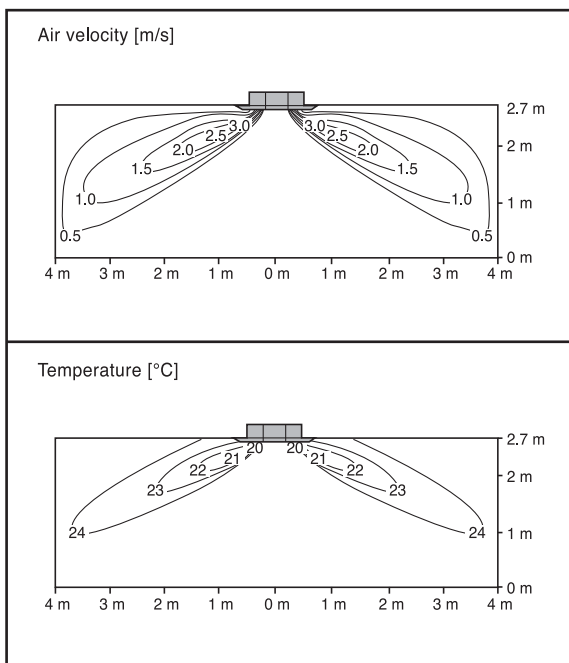 Air velocity [m/s]
3.0 3.0 2.7 m
2.5 2.5
2.0 2.0 2 m
1.5 1.5
1.0 1.0 1 m
0.5 0.5
0 m
4 m 3 m 2 m 1 m 0 m 1 m 2 m 3 m 4 m
Temperature [°C]
20 20 2.7 m
21 21
22 22 2 m
23 23
24 24 1 m
0 m
4 m 3 m 2 m 1 m 0 m 1 m 2 m 3 m 4 m